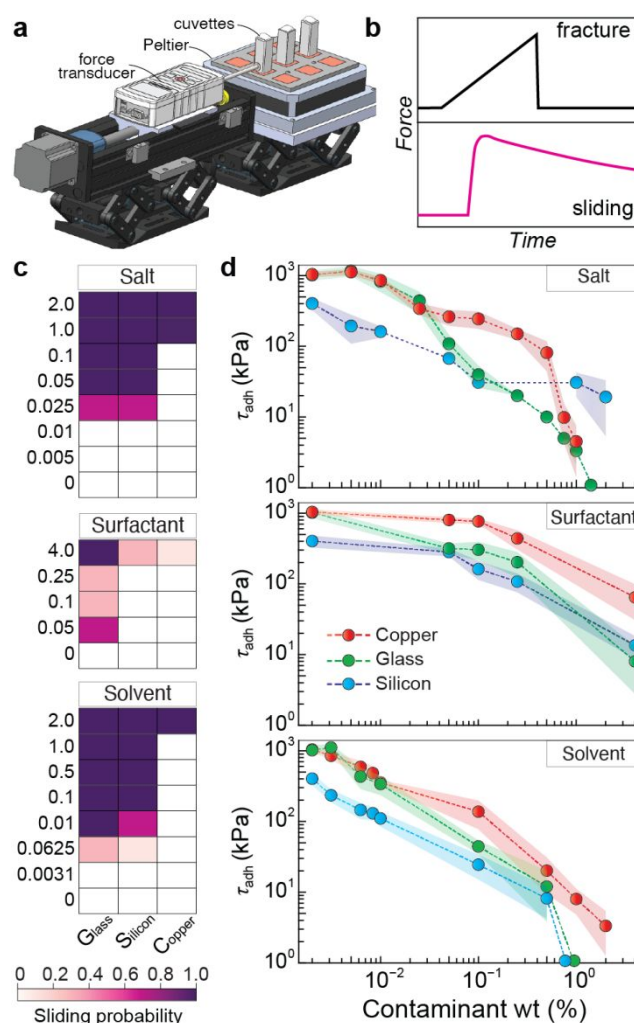 a
cuvettes
Peltier
force
transducer
b
fracture
Force
sliding
Time
c
Salt
2.0
1.0
0.1
0.05
0.025
0.01
0.005
0
Surfactant
4.0
0.25
0.1
0.05
0
Solvent
2.0
1.0
0.5
0.1
0.01
0.0625
0.0031
0
Glass Silicon Copper
0 0.2 0.4 0.6 0.8 1.0
Sliding probability
d
Salt
10³
10²
10¹
10⁰
τadh (kPa)
Surfactant
10³
10²
10¹
10⁰
τadh (kPa)
Copper
Glass
Silicon
Solvent
10³
10²
10¹
10⁰
τadh (kPa)
10⁻² 10⁻¹ 10⁰
Contaminant wt (%)